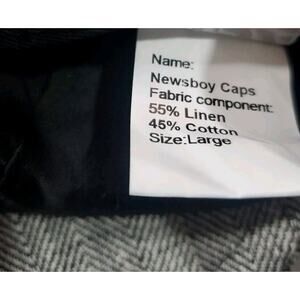 Name:
Newsboy Caps
Fabric component:
55% Linen
45% Cotton
Size:Large